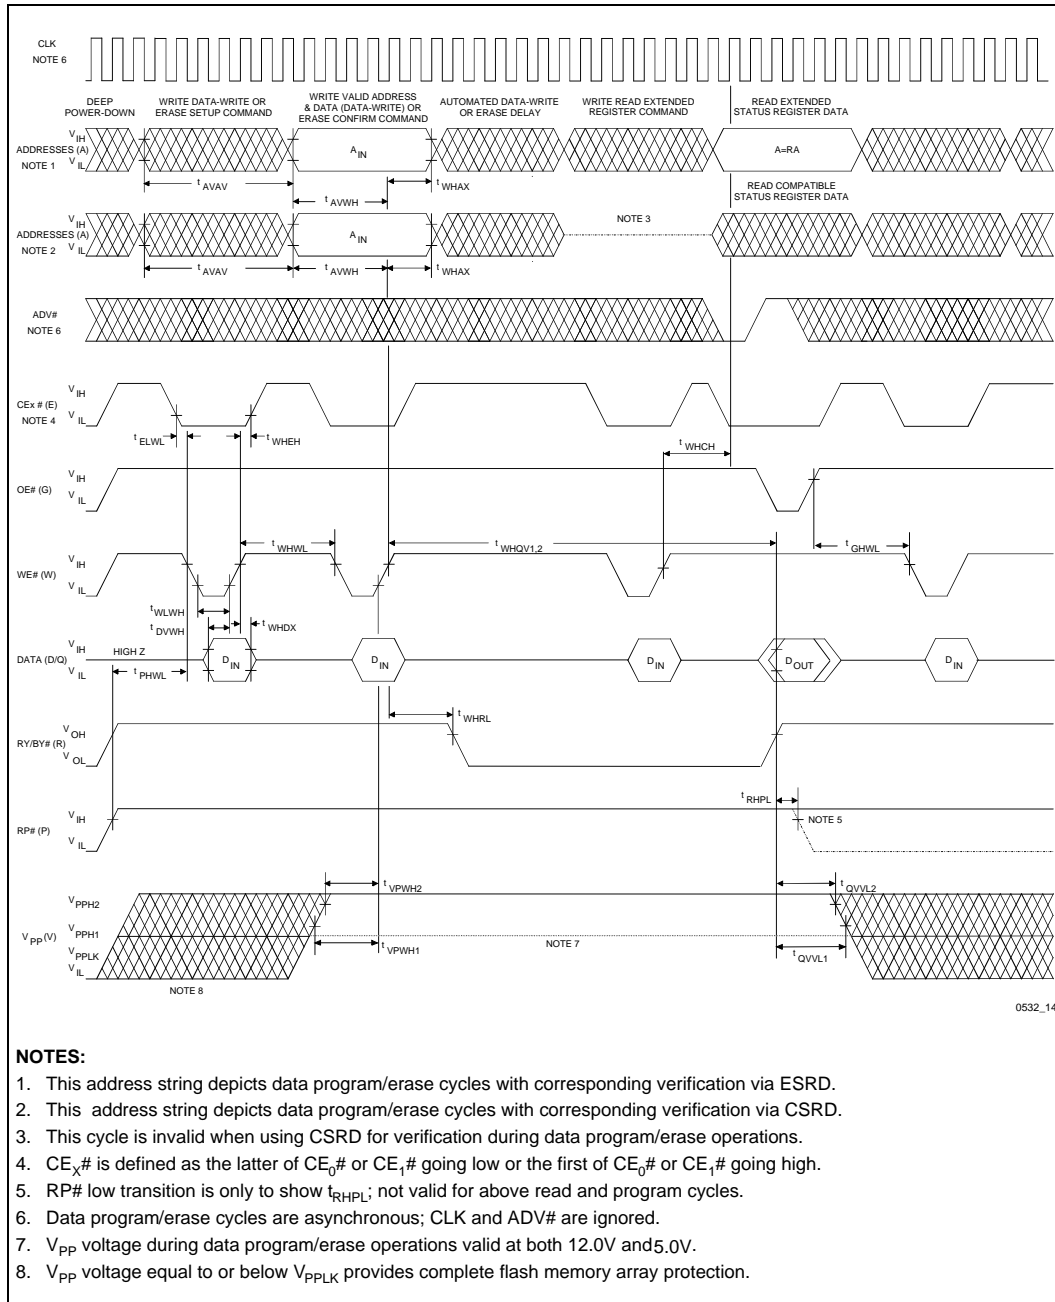 CLK
NOTE 6
DEEP
POWER-DOWN
WRITE DATA-WRITE OR
ERASE SETUP COMMAND
WRITE VALID ADDRESS
& DATA (DATA-WRITE) OR
ERASE CONFIRM COMMAND
AUTOMATED DATA-WRITE
OR ERASE DELAY
WRITE READ EXTENDED
REGISTER COMMAND
READ EXTENDED
STATUS REGISTER DATA
V IH
ADDRESSES (A)
NOTE 1
V IL
A IN
A=RA
t AVAV
t AVWH
t WHAX
READ COMPATIBLE
STATUS REGISTER DATA
V IH
ADDRESSES (A)
NOTE 2
V IL
A IN
NOTE 3
t AVAV
t AVWH
t WHAX
ADV#
NOTE 6
V IH
CEx # (E)
NOTE 4
V IL
t ELWL
t WHEH
t WHCH
V IH
OE# (G)
V IL
t WHWL
t WHQV1,2
t GHWL
V IH
WE# (W)
V IL
t WLWH
t DVWH
t WHDX
V IH
DATA (D/Q)
V IL
HIGH Z
D IN
D IN
D IN
D OUT
D IN
t PHWL
t WHRL
V OH
RY/BY# (R)
V OL
t RHPL
V IH
RP# (P)
V IL
NOTE 5
t VPWH2
t QVVL2
V PPH2
V PP (V)
V PPH1
V PPLK
V IL
t VPWH1
NOTE 7
t QVVL1
NOTE 8
0532_14
NOTES:
1. This address string depicts data program/erase cycles with corresponding verification via ESRD.
2. This address string depicts data program/erase cycles with corresponding verification via CSRD.
3. This cycle is invalid when using CSRD for verification during data program/erase operations.
4. CEX# is defined as the latter of CE0# or CE1# going low or the first of CE0# or CE1# going high.
5. RP# low transition is only to show tRHPL; not valid for above read and program cycles.
6. Data program/erase cycles are asynchronous; CLK and ADV# are ignored.
7. VPP voltage during data program/erase operations valid at both 12.0V and5.0V.
8. VPP voltage equal to or below VPPLK provides complete flash memory array protection.